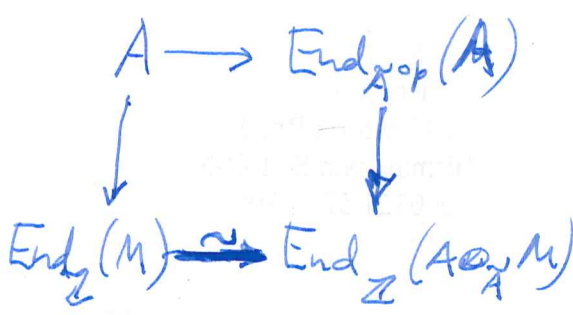 A → End_{Ã^{op}}(A)
End_ℤ(M) ⥲ End_ℤ(A⊗_Ã M)